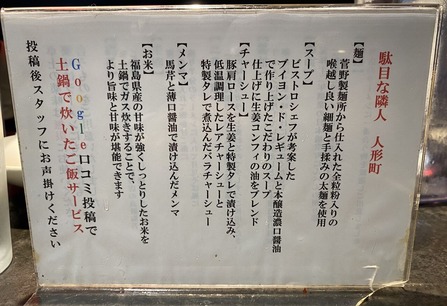 駄目な隣人　人形町
【麺】
菅野製麺所から仕入れた全粒粉入りの
喉越し良い細麺と手揉みの太麺を使用
【スープ】
ビストロシェフが考案した
ブイヨン・ド・レギュームと本醸造濃口醤油
で作り上げたこだわりのスープ
仕上げに生姜コンフィの油をブレンド
【チャーシュー】
豚肩ロースを生姜と特製タレで漬け込み、
低温調理したレアチャーシューと
特製タレで煮込んだバラチャーシュー
【メンマ】
馬芹と薄口醤油で漬け込んだメンマ
【お米】
福島県産の甘味が強くしっとりしたお米を
土鍋でガス炊きすることで、
より旨味と甘味が堪能できます
Google口コミ投稿で
土鍋で炊いたご飯サービス
投稿後スタッフにお声掛けください